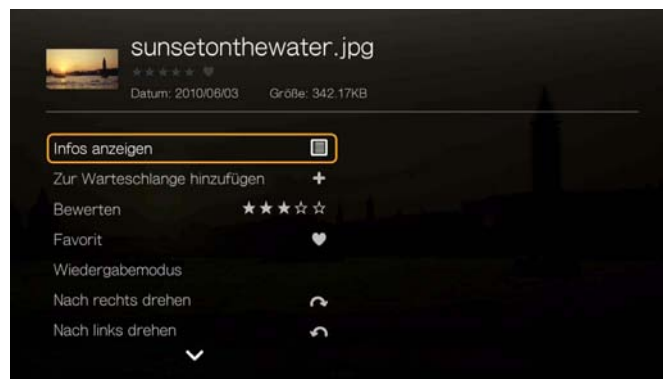 sunsetonthewater.jpg
Datum: 2010/06/03 Größe: 342.17KB
Infos anzeigen
Zur Warteschlange hinzufügen
Bewerten
Favorit
Wiedergabemodus
Nach rechts drehen
Nach links drehen